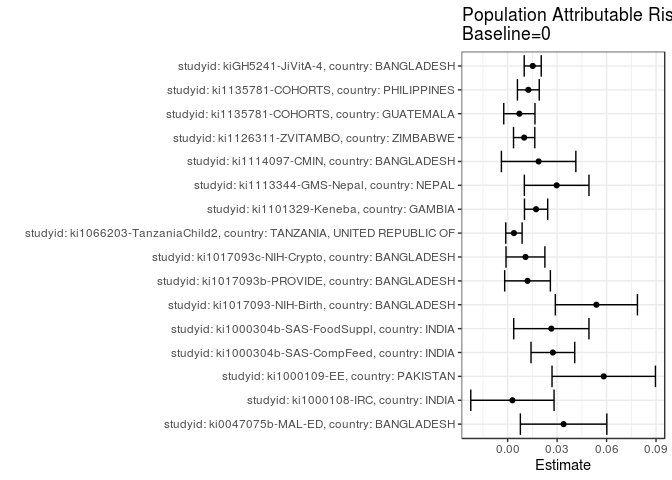 Population Attributable Ris
Baseline=0
studyid: kiGH5241-JiVitA-4, country: BANGLADESH
studyid: ki1135781-COHORTS, country: PHILIPPINES
studyid: ki1135781-COHORTS, country: GUATEMALA
studyid: ki1126311-ZVITAMBO, country: ZIMBABWE
studyid: ki1114097-CMIN, country: BANGLADESH
studyid: ki1113344-GMS-Nepal, country: NEPAL
studyid: ki1101329-Keneba, country: GAMBIA
studyid: ki1066203-TanzaniaChild2, country: TANZANIA, UNITED REPUBLIC OF
studyid: ki1017093c-NIH-Crypto, country: BANGLADESH
studyid: ki1017093b-PROVIDE, country: BANGLADESH
studyid: ki1017093-NIH-Birth, country: BANGLADESH
studyid: ki1000304b-SAS-FoodSuppl, country: INDIA
studyid: ki1000304b-SAS-CompFeed, country: INDIA
studyid: ki1000109-EE, country: PAKISTAN
studyid: ki1000108-IRC, country: INDIA
studyid: ki0047075b-MAL-ED, country: BANGLADESH
0.00 0.03 0.06 0.09
Estimate